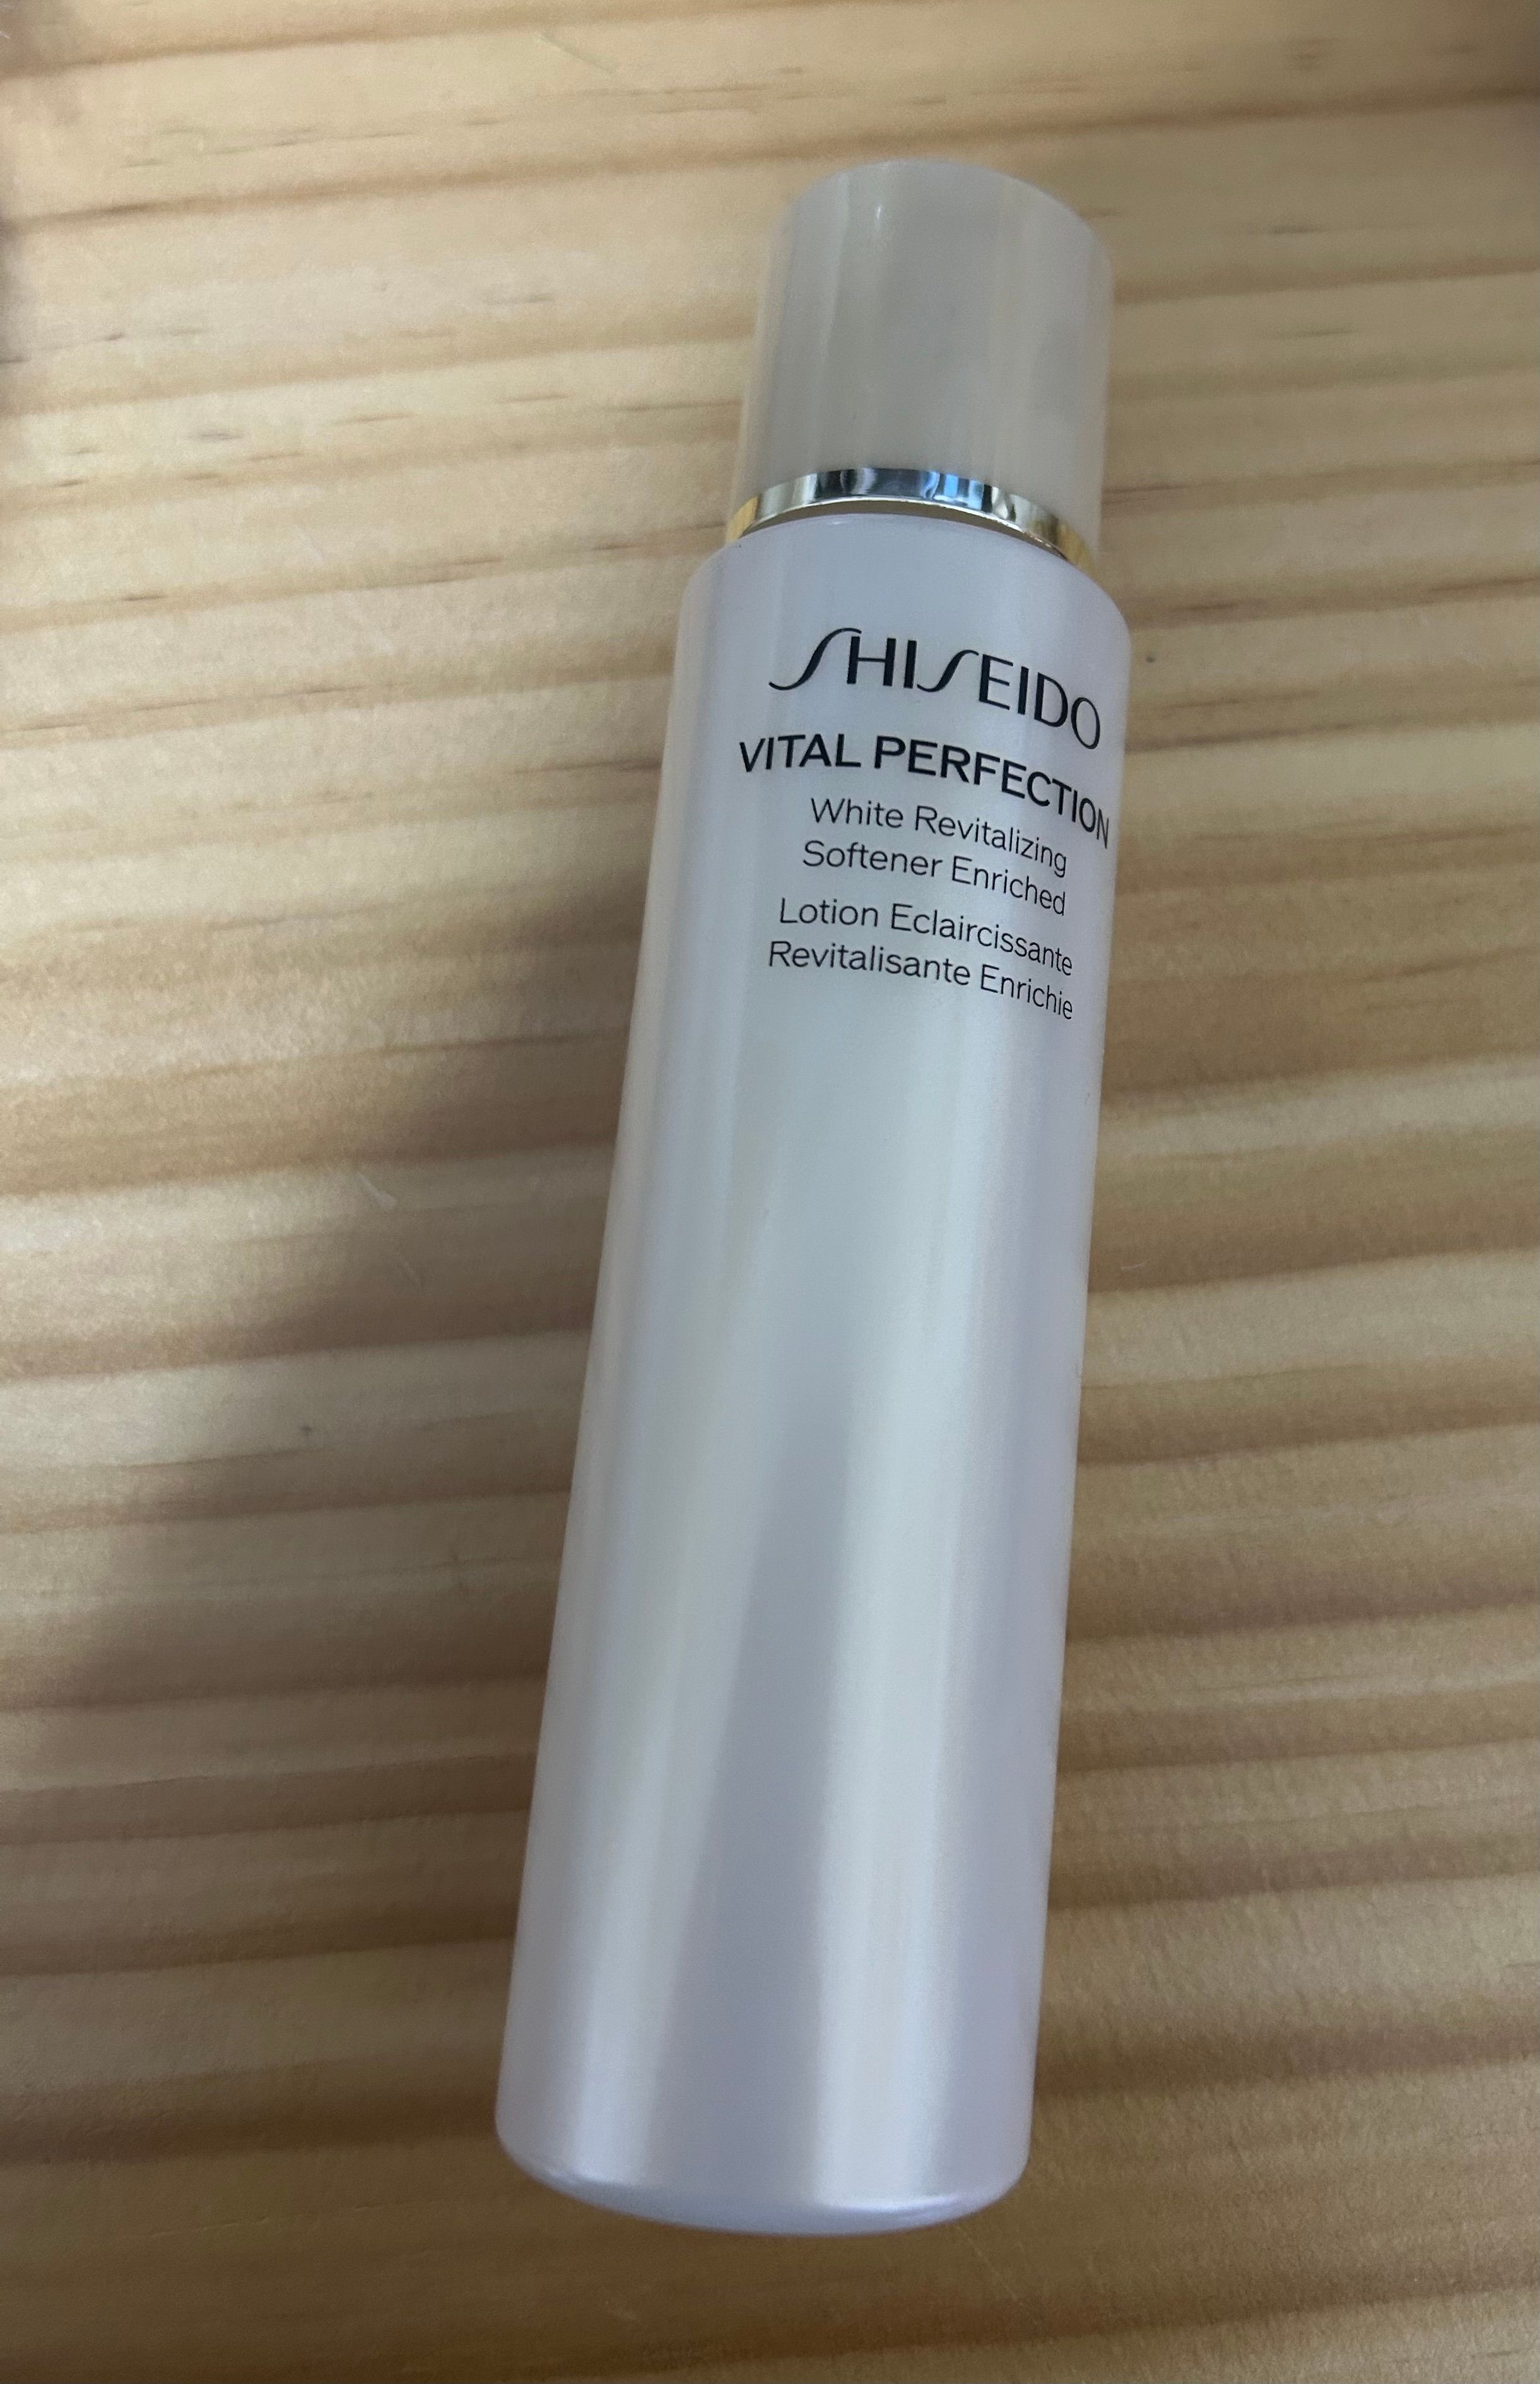 SHISEIDO
VITAL PERFECTION
White Revitalizing
Softener Enriched
Lotion Eclaircissante
Revitalisante Enrichie